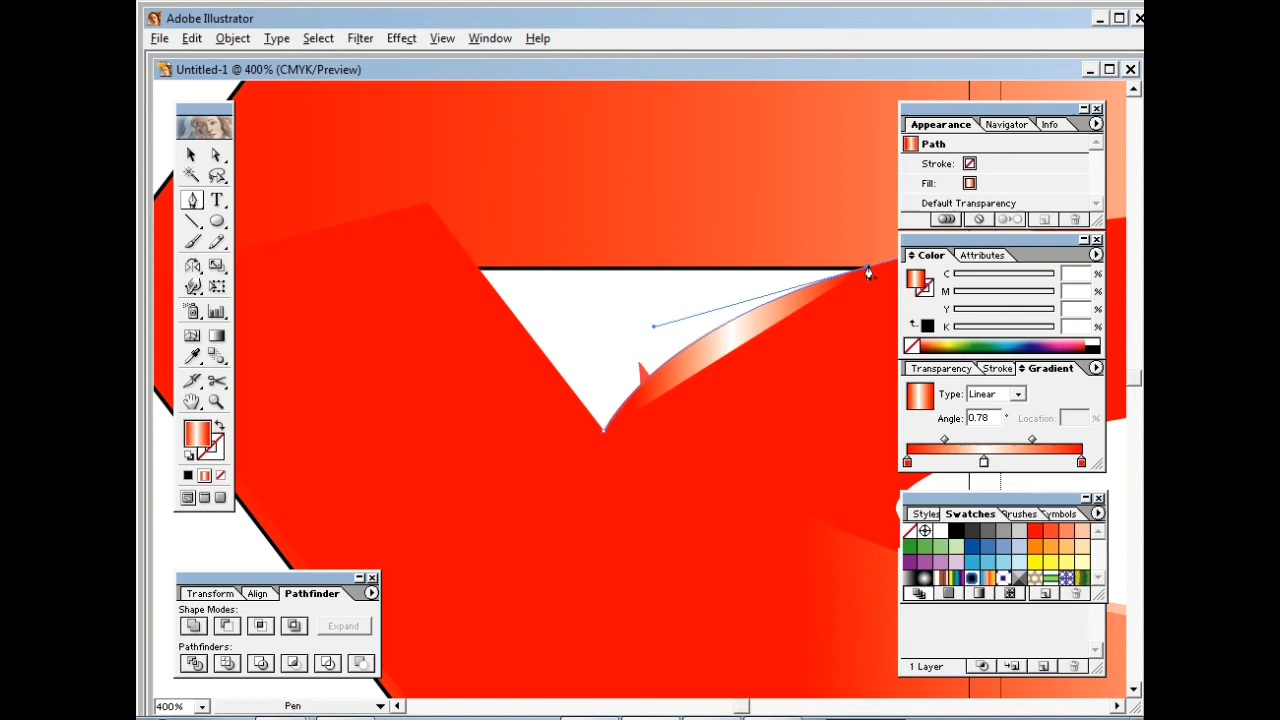 Adobe Illustrator
File Edit Object Type Select Filter Effect View Window Help
Untitled-1 @ 400% (CMYK/Preview)
Appearance Navigator Info
Path
Stroke:
Fill:
Default Transparency
Color Attributes
C %
M %
Y %
K %
Transparency Stroke Gradient
Type: Linear
Angle: 0.78 ° Location: %
Styles Swatches Brushes Symbols
1 Layer
T
Transform Align Pathfinder
Shape Modes:
Expand
Pathfinders:
400% Pen